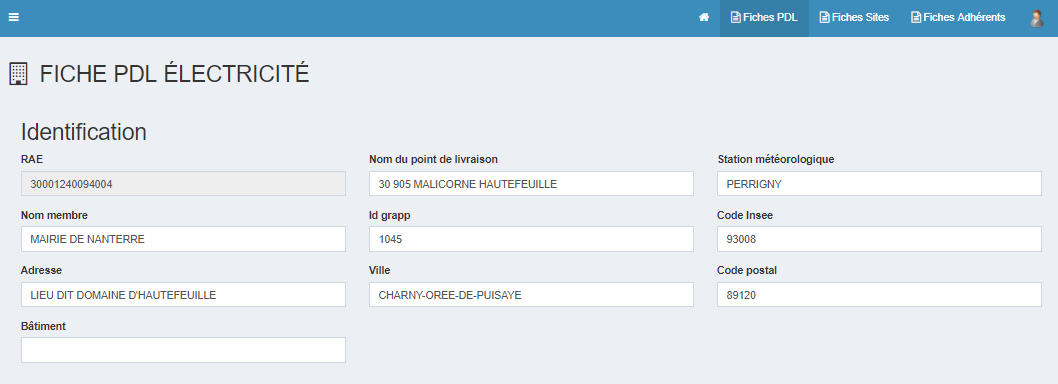 Fiches PDL Fiches Sites Fiches Adhérents
FICHE PDL ÉLECTRICITÉ
Identification
RAE Nom du point de livraison Station météorologique
30001240094004 30 905 MALICORNE HAUTEFEUILLE PERRIGNY
Nom membre Id grapp Code Insee
MAIRIE DE NANTERRE 1045 93008
Adresse Ville Code postal
LIEU DIT DOMAINE D'HAUTEFEUILLE CHARNY-OREE-DE-PUISAYE 89120
Bâtiment